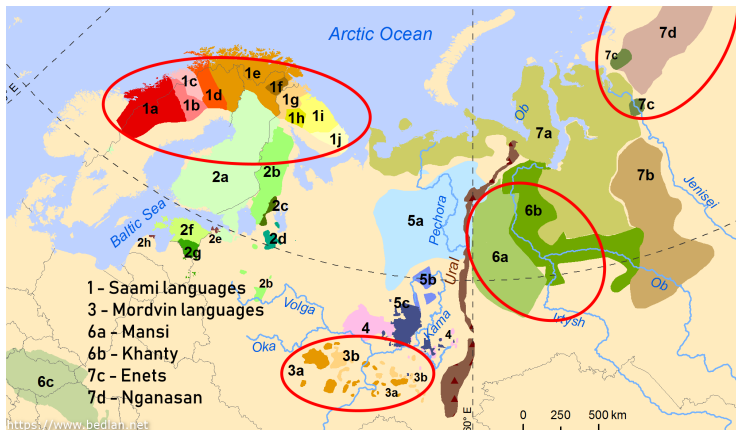 Arctic Ocean
7d
7c
1c
1e
1f
1a
1b
1d
1g
1h
1i
1j
7c
Ob
7a
2a
2b
7b
Jenisei
2c
5a
Pechora
6b
Baltic Sea
2h
2f
2e
2d
2g
6a
Ural
5b
Ob
1 - Saami languages
2b
Volga
5c
Irtysh
3 - Mordvin languages
4
Kama
4
6a – Mansi
Oka
6b – Khanty
3a
3b
3b
3a
6c
7c – Enets
7d – Nganasan
60° E
0 250 500 km
https://www.bedlan.net